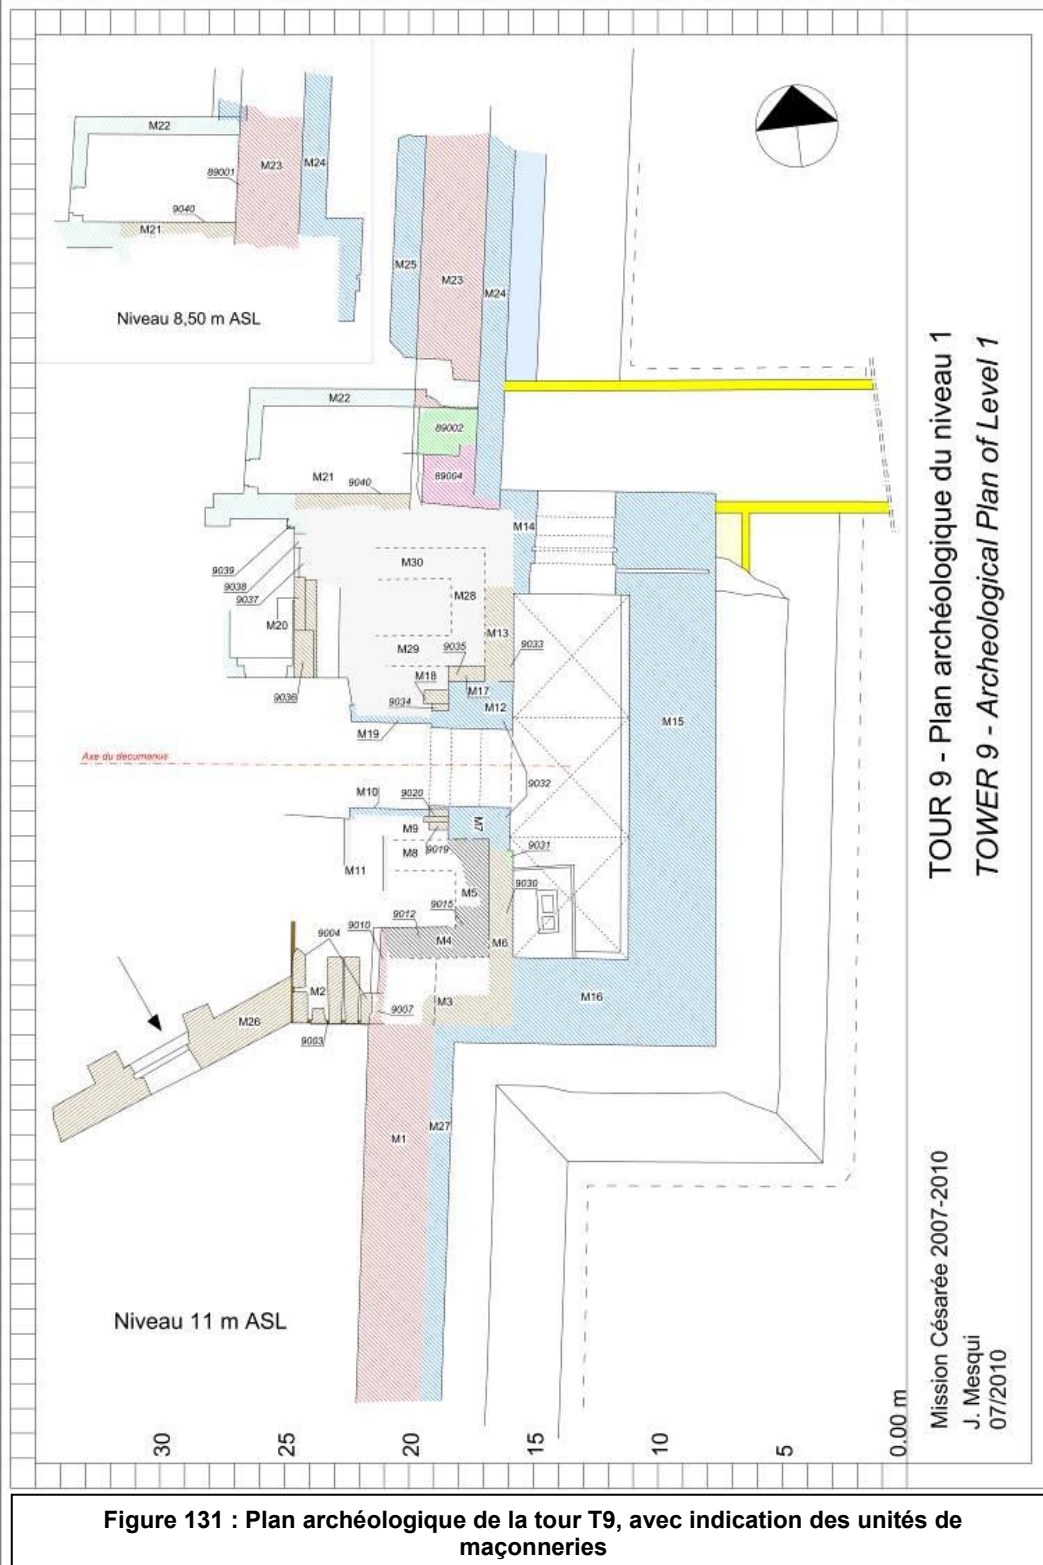 M22
M23
M24
89001
9040
M21
Niveau 8,50 m ASL
M25
M23
M24
M22
89002
M21
9040
89004
M14
9039
9038
9037
M30
M28
M20
M13
M29
9035
9033
M18
M17
9036
9034
M12
M19
M15
Axe du decumanus
M10
9020
9032
M9
M7
9019
M8
9031
M11
M5
9030
9015
9012
9010
M4
M6
9004
M2
M3
9007
M16
M26
9003
M1
M27
Niveau 11 m ASL
30
25
20
15
10
5
0.00 m
TOUR 9 - Plan archéologique du niveau 1
TOWER 9 - Archeological Plan of Level 1
Mission Césarée 2007-2010
J. Mesqui
07/2010
Figure 131 : Plan archéologique de la tour T9, avec indication des unités de
maçonneries